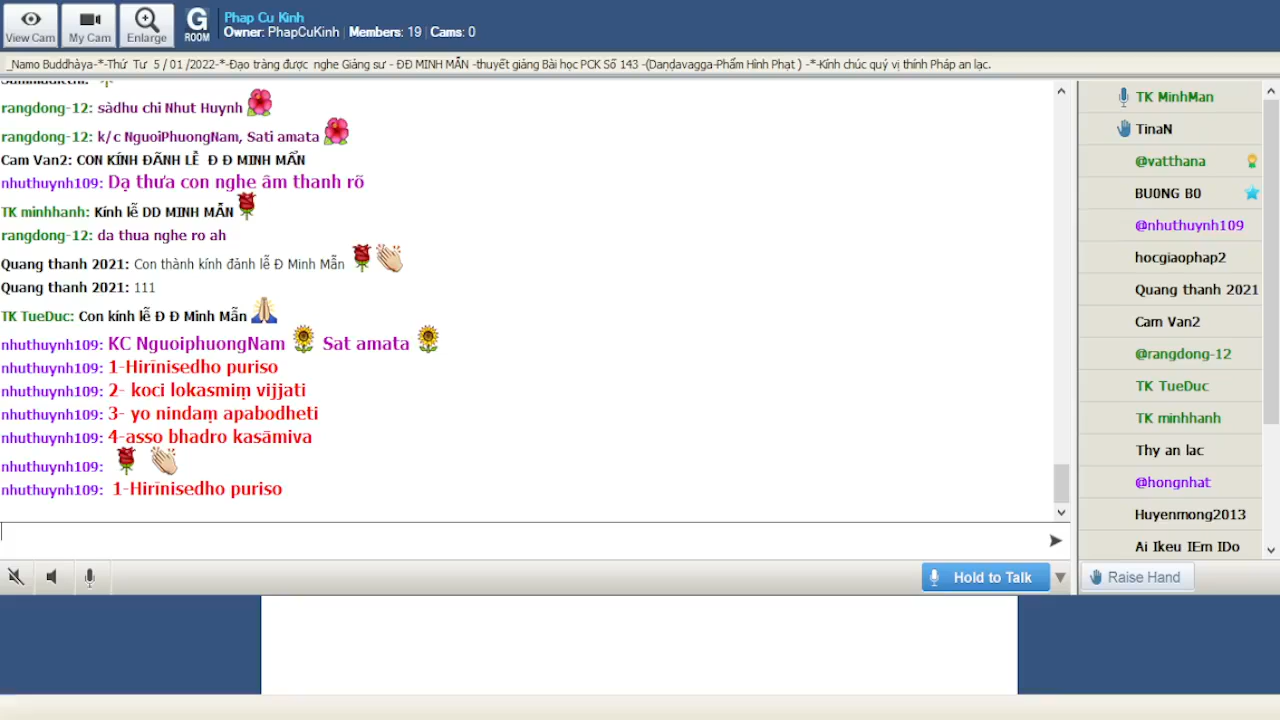 View Cam
My Cam
Enlarge
G
ROOM
Phap Cu Kinh
Owner: PhapCuKinh | Members: 19 | Cams: 0
_Namo Buddhàya-*-Thứ Tư 5 / 01 /2022-*-Đạo tràng được nghe Giảng sư - ĐĐ MINH MẪN -thuyết giảng Bài học PCK Số 143 -(Daṇḍavagga-Phẩm Hình Phạt ) -*-Kính chúc quý vị thính Pháp an lạc.
rangdong-12: sàdhu chi Nhut Huynh
rangdong-12: k/c NguoiPhuongNam, Sati amata
Cam Van2: CON KÍNH ĐÃNH LỄ Đ Đ MINH MẨN
nhuthuynh109: Dạ thưa con nghe âm thanh rõ
TK minhhanh: Kính lễ DD MINH MẪN
rangdong-12: da thua nghe ro ah
Quang thanh 2021: Con thành kính đảnh lễ Đ Minh Mẫn
Quang thanh 2021: 111
TK TueDuc: Con kính lễ Đ Đ Minh Mẫn
nhuthuynh109: KC NguoiphuongNam Sat amata
nhuthuynh109: 1-Hirīnisedho puriso
nhuthuynh109: 2- koci lokasmiṃ vijjati
nhuthuynh109: 3- yo nindaṃ apabodheti
nhuthuynh109: 4-asso bhadro kasāmiva
nhuthuynh109:
nhuthuynh109: 1-Hirīnisedho puriso
TK MinhMan
TinaN
@vatthana
BU0NG B0
@nhuthuynh109
hocgiaophap2
Quang thanh 2021
Cam Van2
@rangdong-12
TK TueDuc
TK minhhanh
Thy an lac
@hongnhat
Huyenmong2013
Ai Ikeu IEm IDo
Hold to Talk
Raise Hand